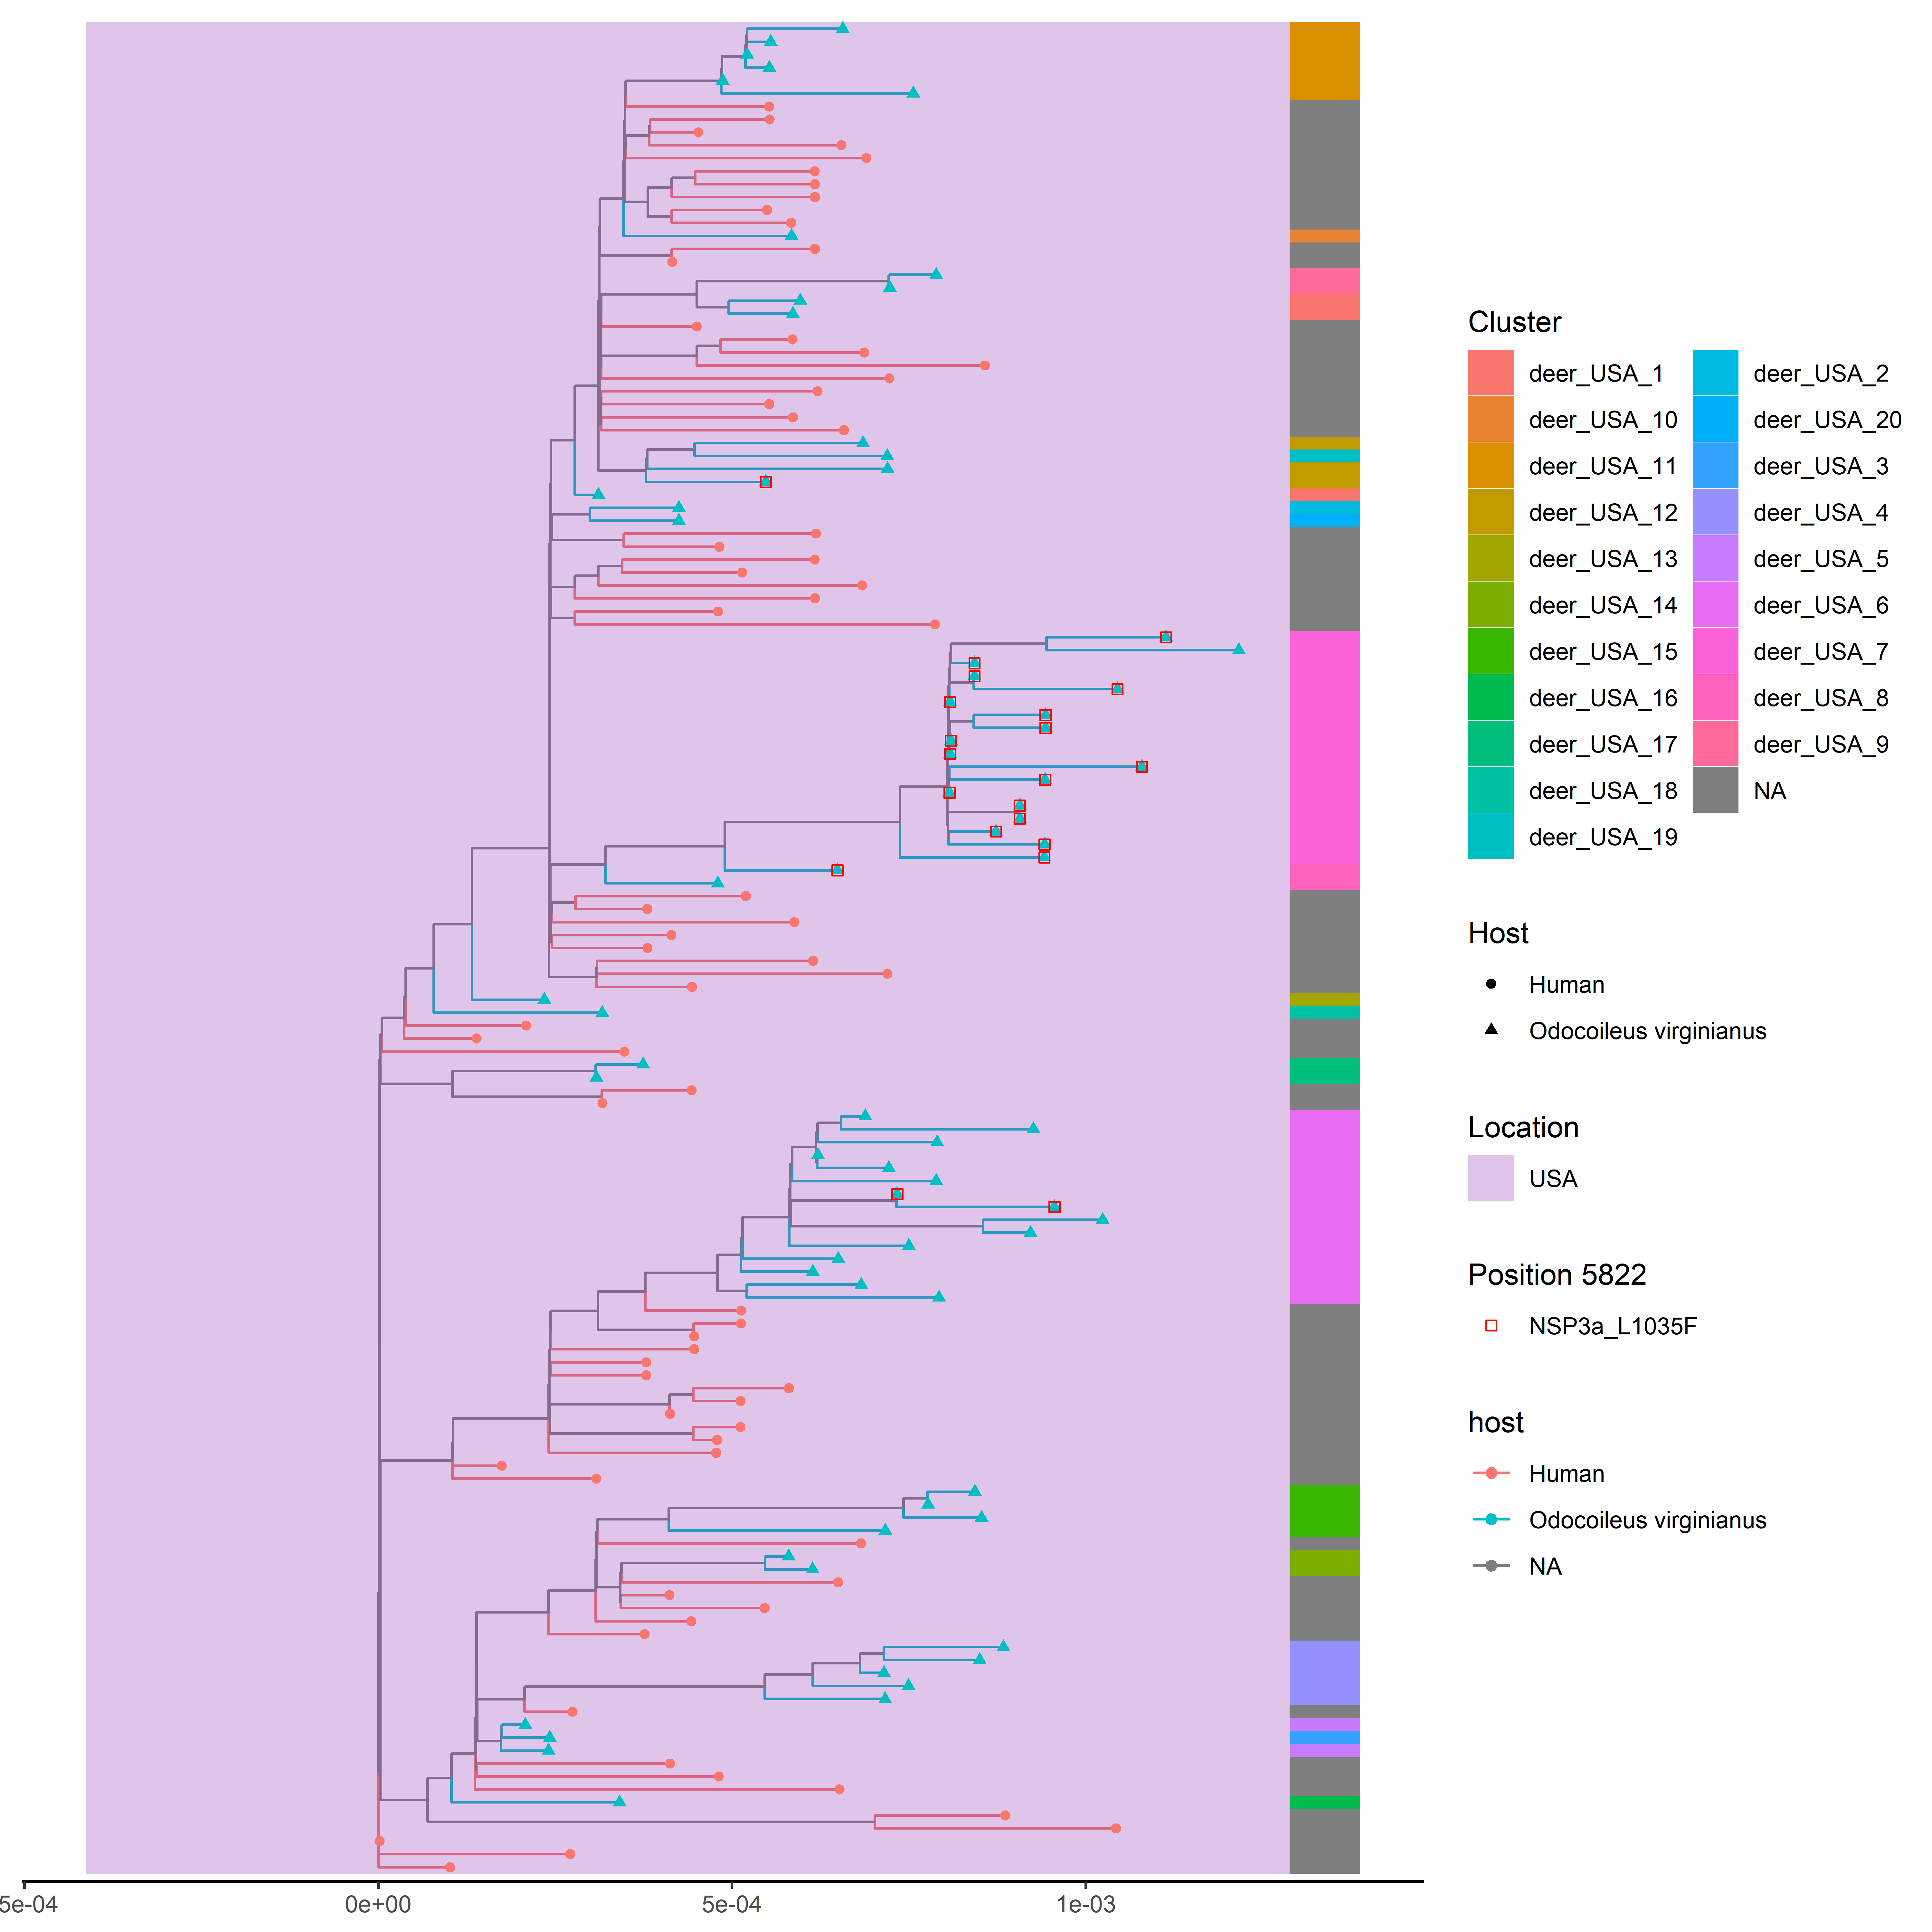 Cluster
deer_USA_1
deer_USA_10
deer_USA_11
deer_USA_12
deer_USA_13
deer_USA_14
deer_USA_15
deer_USA_16
deer_USA_17
deer_USA_18
deer_USA_19
deer_USA_2
deer_USA_20
deer_USA_3
deer_USA_4
deer_USA_5
deer_USA_6
deer_USA_7
deer_USA_8
deer_USA_9
NA
Host
Human
Odocoileus virginianus
Location
USA
Position 5822
NSP3a_L1035F
host
Human
Odocoileus virginianus
NA
5e-04
0e+00
5e-04
1e-03